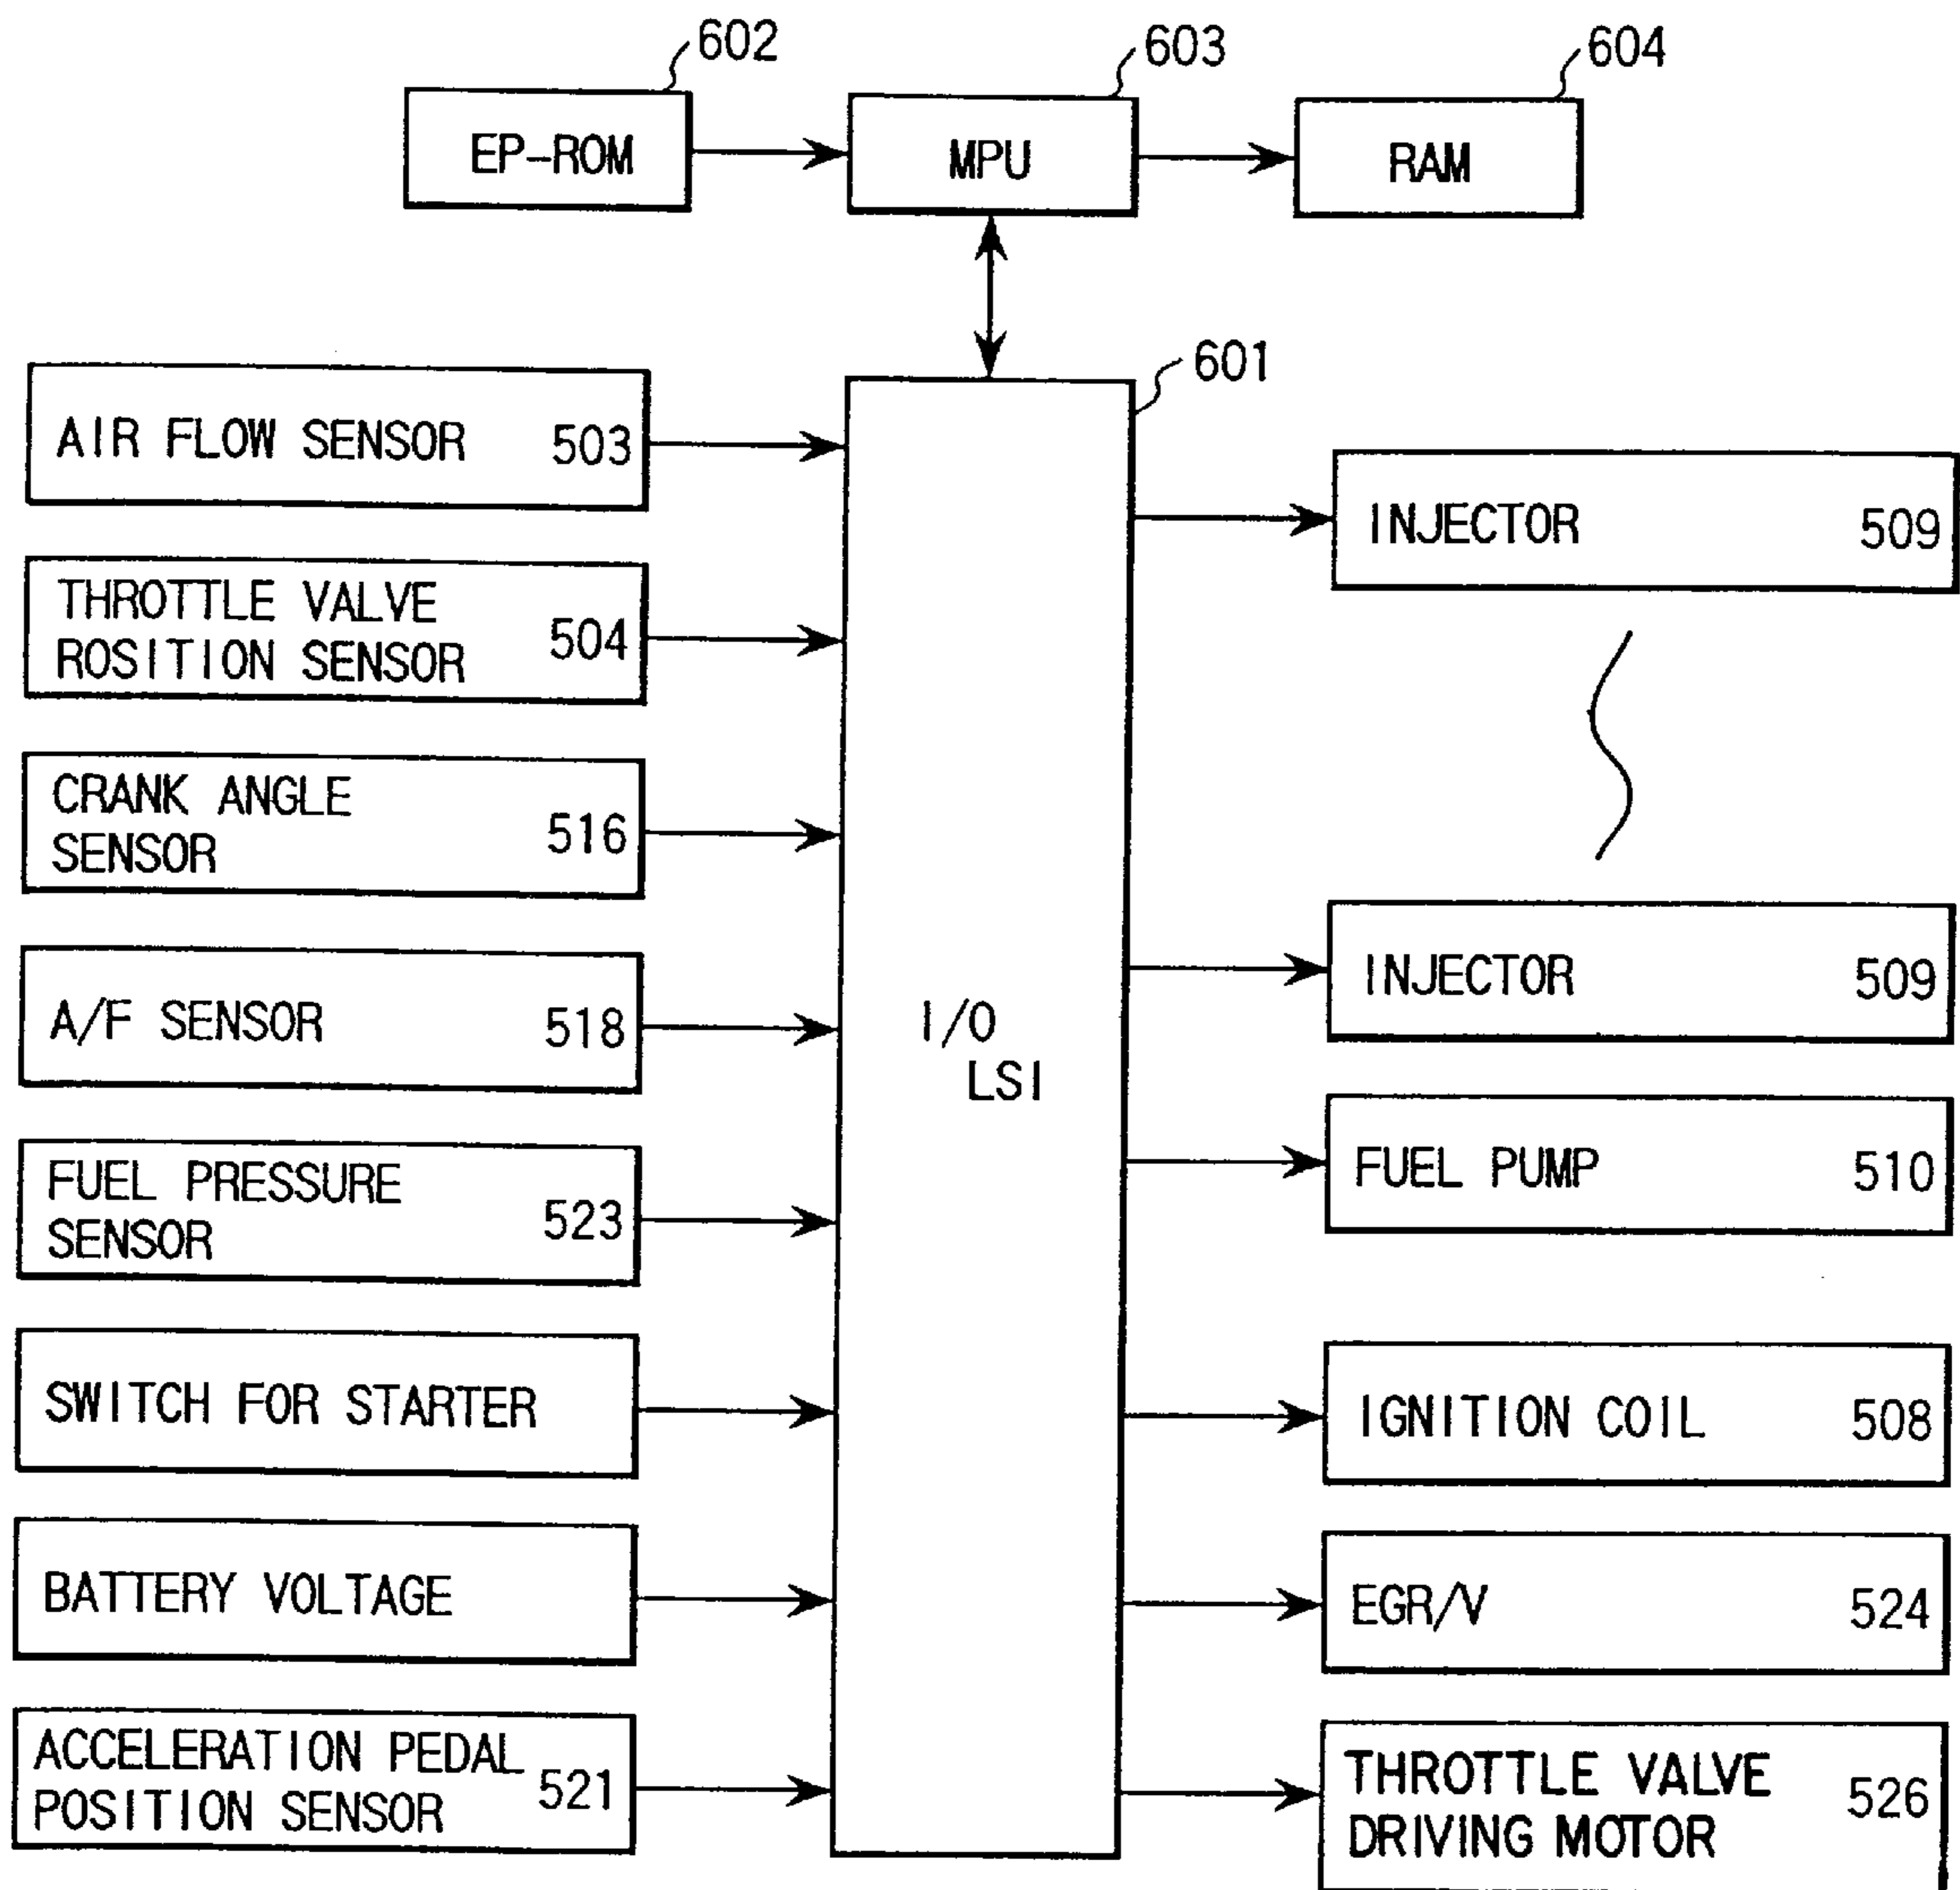 602
603
604
EP-ROM
MPU
RAM
601
AIR FLOW SENSOR 503
THROTTLE VALVE
ROSITION SENSOR 504
CRANK ANGLE
SENSOR 516
A/F SENSOR 518
FUEL PRESSURE
SENSOR 523
SWITCH FOR STARTER
BATTERY VOLTAGE
ACCELERATION PEDAL
POSITION SENSOR 521
I/O
LSI
INJECTOR 509
INJECTOR 509
FUEL PUMP 510
IGNITION COIL 508
EGR/V 524
THROTTLE VALVE
DRIVING MOTOR 526